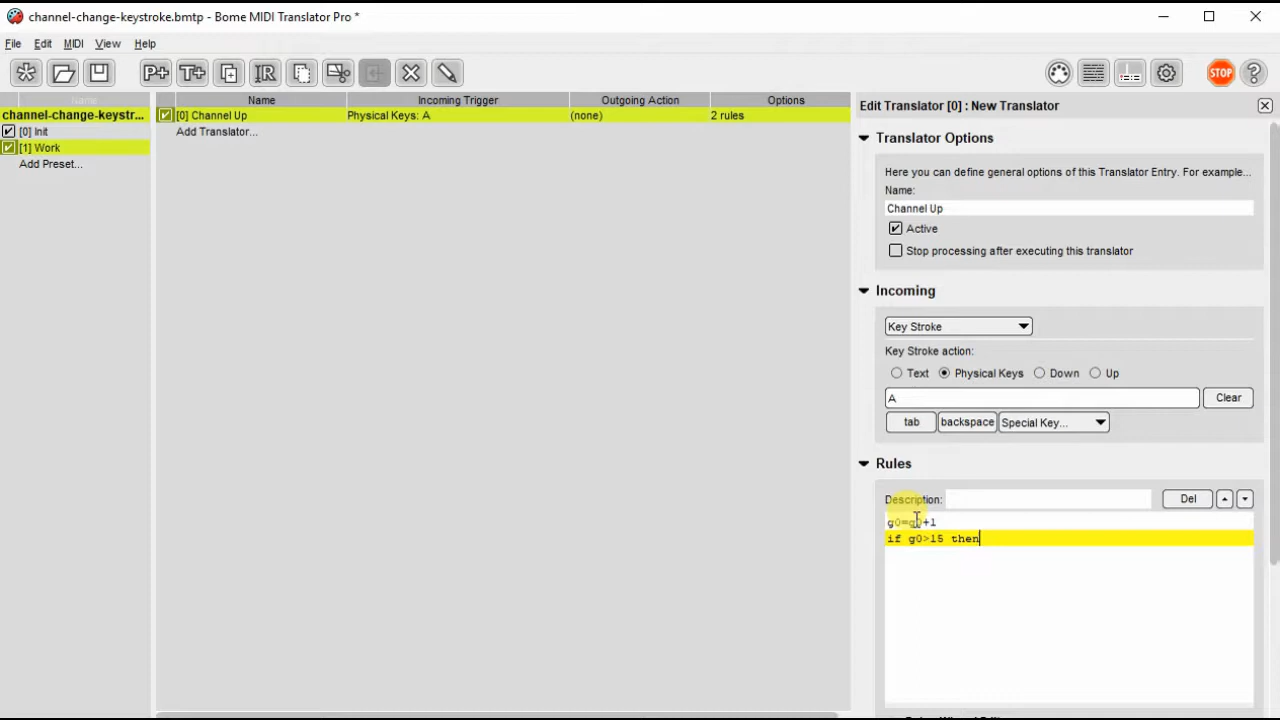 channel-change-keystroke.bmtp - Bome MIDI Translator Pro *
File Edit MIDI View Help
P+ T+ R STOP ?
Name
Name Incoming Trigger Outgoing Action Options
channel-change-keystr...
[0] Init
[1] Work
Add Preset...
[0] Channel Up Physical Keys: A (none) 2 rules
Add Translator...
Edit Translator [0] : New Translator
Translator Options
Here you can define general options of this Translator Entry. For example...
Name:
Channel Up
Active
Stop processing after executing this translator
Incoming
Key Stroke
Key Stroke action:
Text Physical Keys Down Up
A Clear
tab backspace Special Key...
Rules
Description: Del
g0=g0+1
if g0>15 then